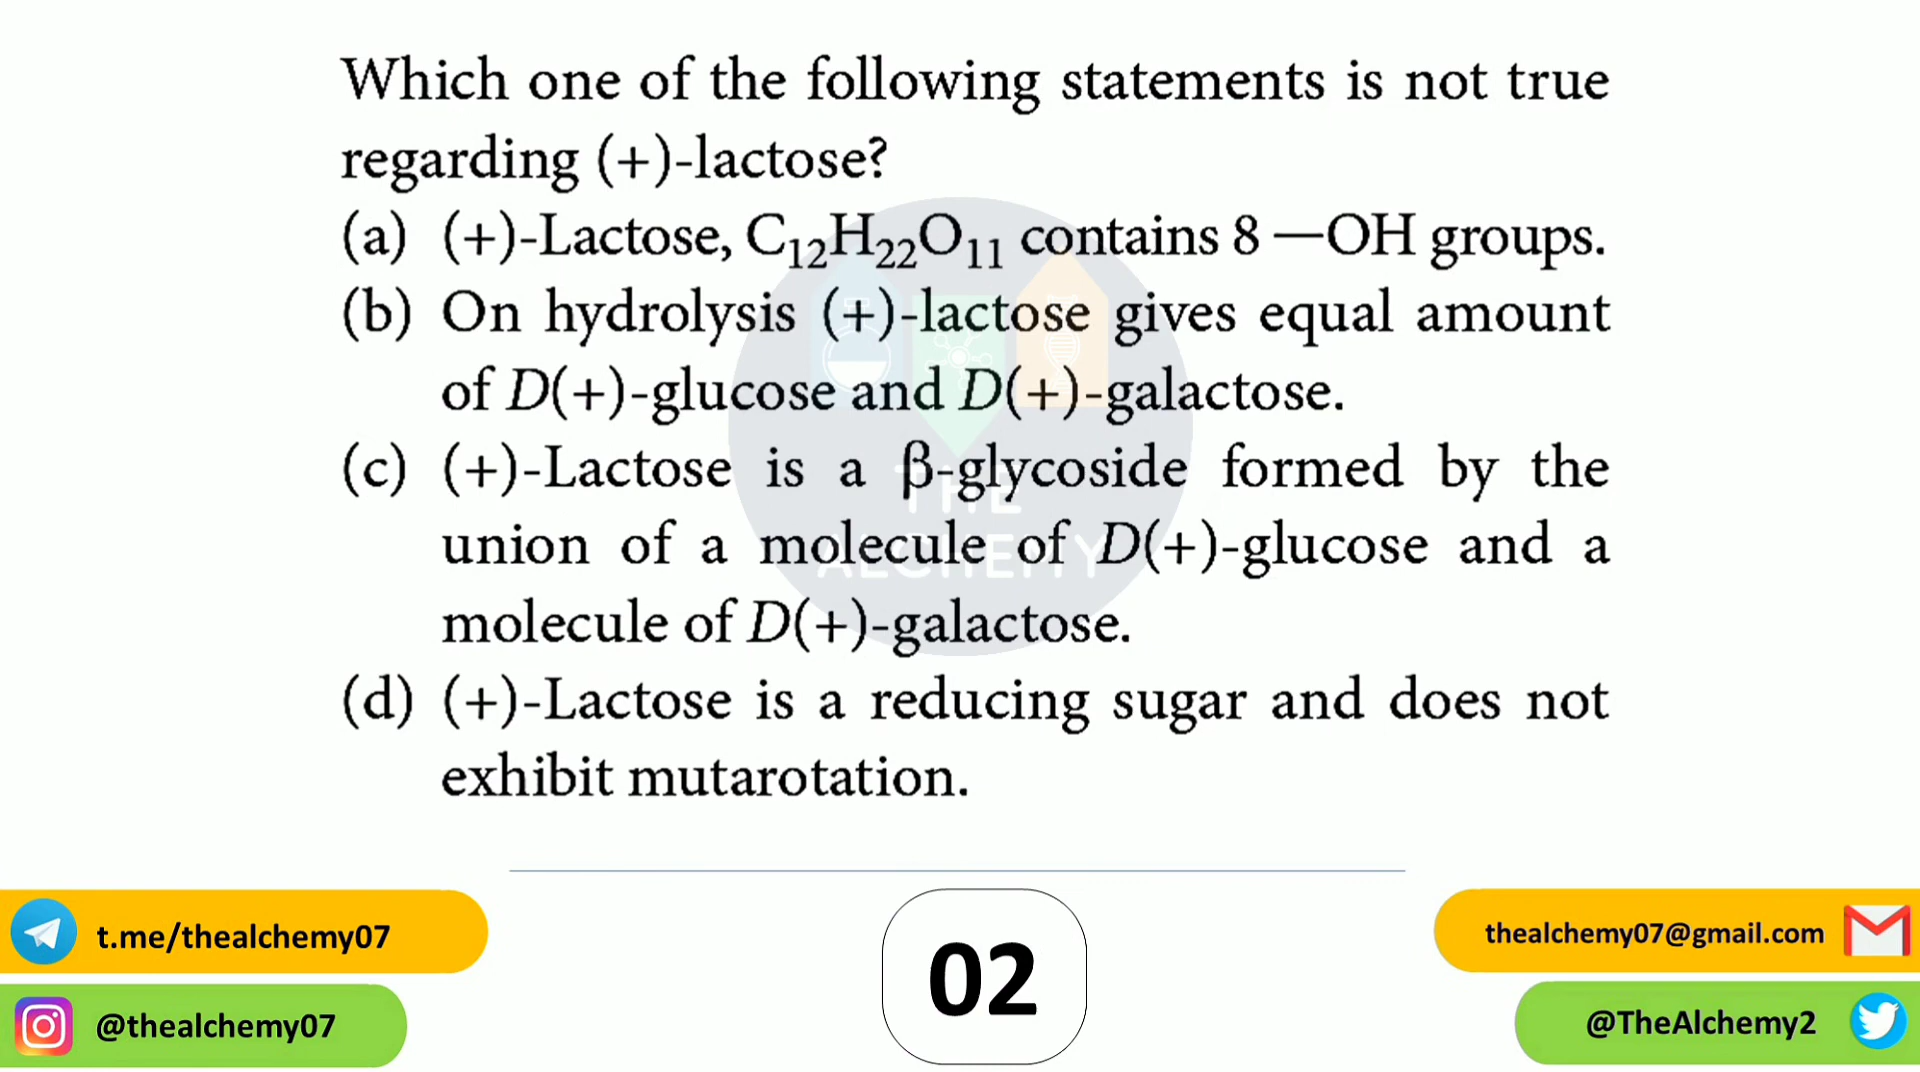 Which one of the following statements is not true
regarding (+)-lactose?
(a) (+)-Lactose, C₁₂H₂₂O₁₁ contains 8 —OH groups.
(b) On hydrolysis (+)-lactose gives equal amount
of D(+)-glucose and D(+)-galactose.
(c) (+)-Lactose is a β-glycoside formed by the
union of a molecule of D(+)-glucose and a
molecule of D(+)-galactose.
(d) (+)-Lactose is a reducing sugar and does not
exhibit mutarotation.
THE
ALCHEMY
t.me/thealchemy07
@thealchemy07
02
thealchemy07@gmail.com
@TheAlchemy2